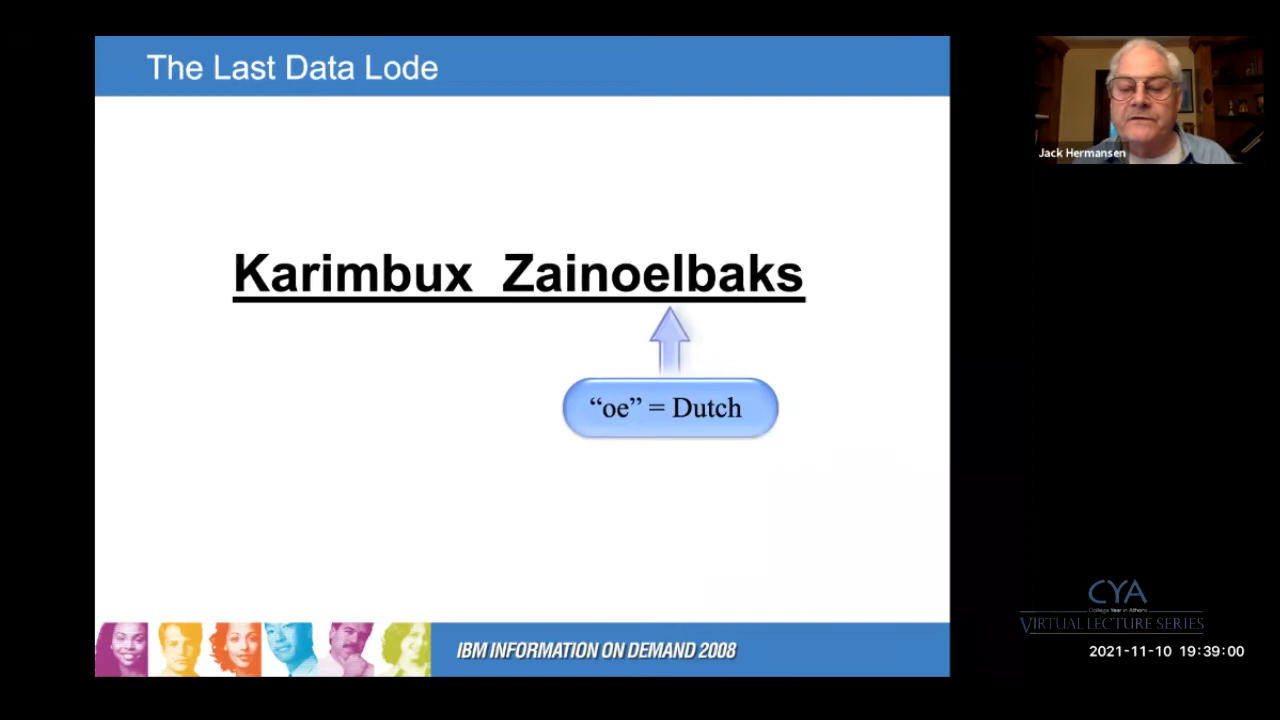 The Last Data Lode
Karimbux Zainoelbaks
“oe” = Dutch
IBM INFORMATION ON DEMAND 2008
Jack Hermansen
CYA
College Year in Athens
VIRTUAL LECTURE SERIES
2021-11-10 19:39:00